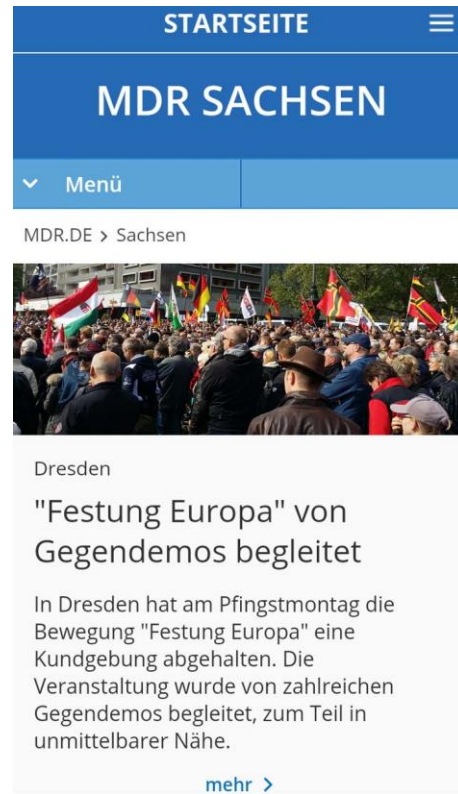 STARTSEITE
MDR SACHSEN
Menü
MDR.DE > Sachsen
Dresden
"Festung Europa" von
Gegendemos begleitet
In Dresden hat am Pfingstmontag die
Bewegung "Festung Europa" eine
Kundgebung abgehalten. Die
Veranstaltung wurde von zahlreichen
Gegendemos begleitet, zum Teil in
unmittelbarer Nähe.
mehr >